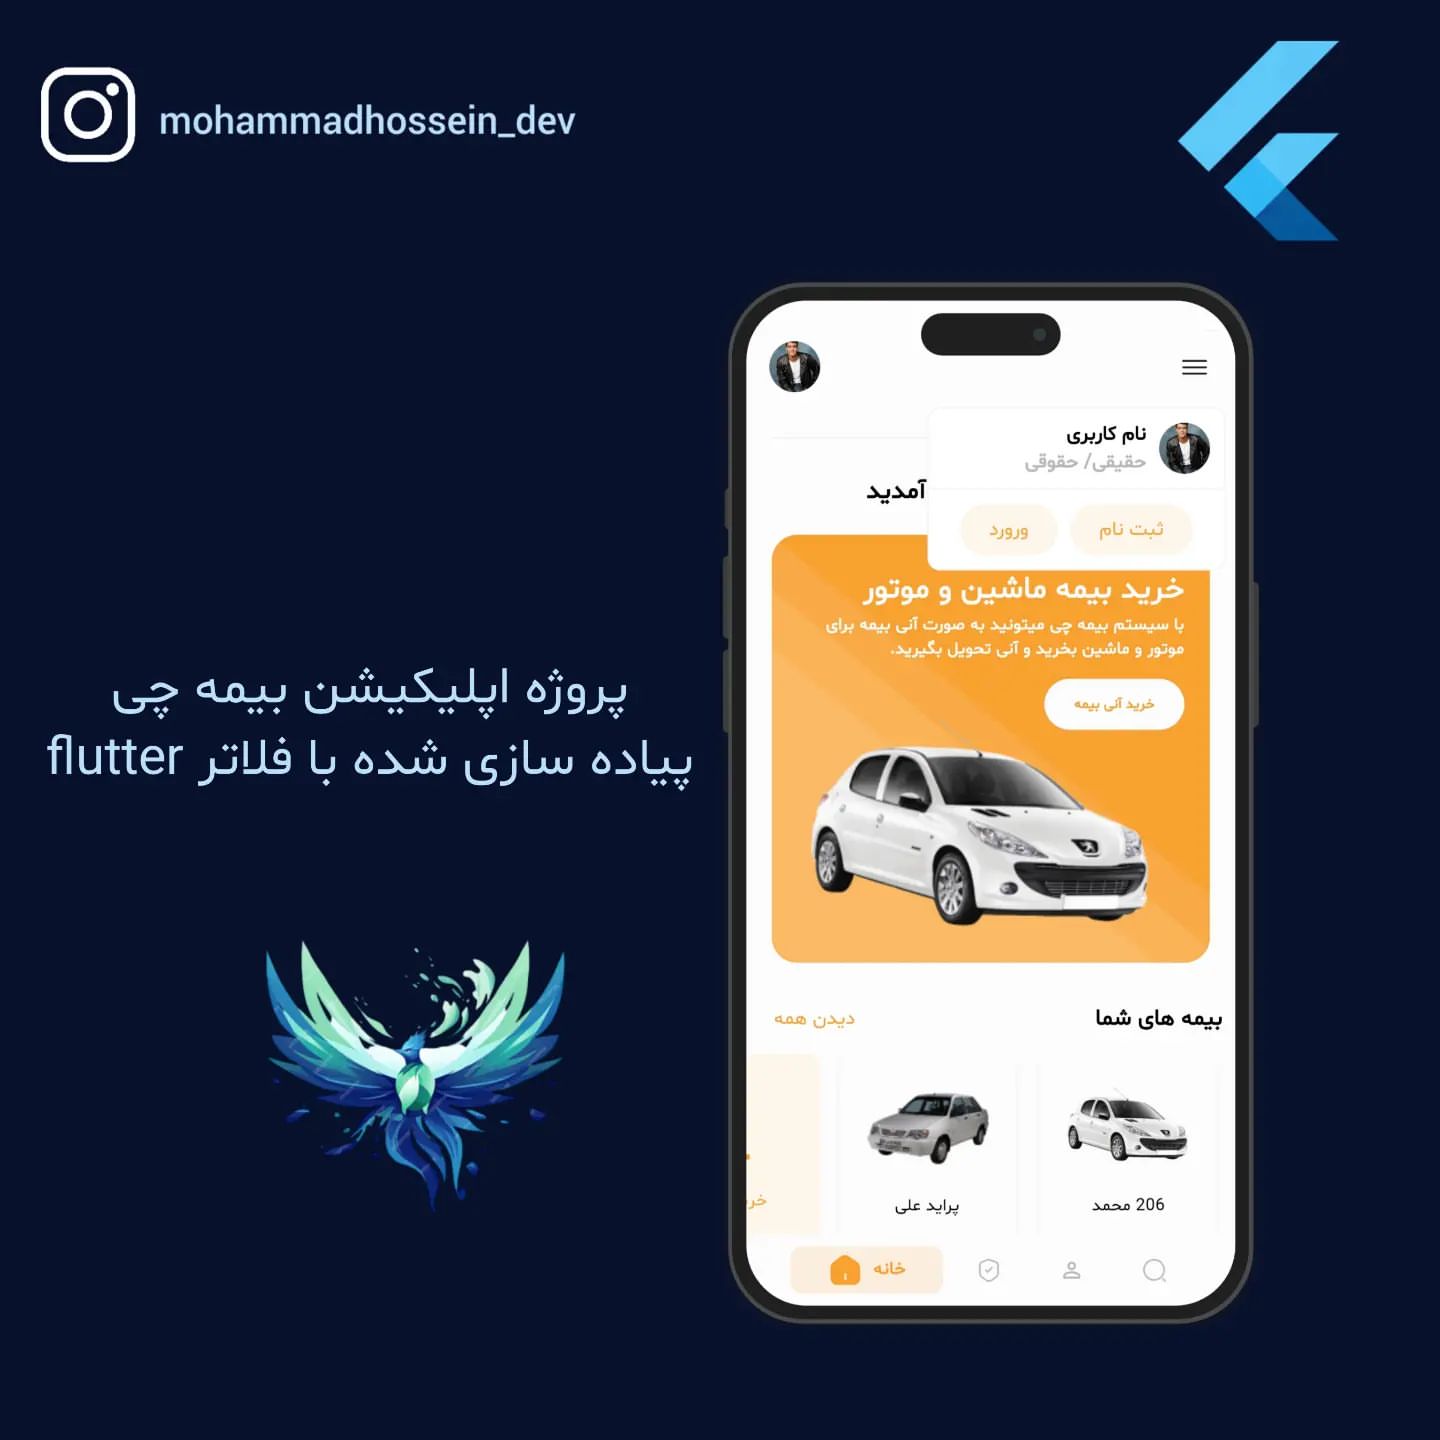 mohammadhossein_dev
پروژه اپلیکیشن بیمه چی
پیاده سازی شده با فلاتر flutter
نام کاربری
حقیقی/ حقوقی
ثبت نام
ورورد
آمدید
خرید بیمه ماشین و موتور
با سیستم بیمه چی میتونید به صورت آنی بیمه برای
موتور و ماشین بخرید و آنی تحویل بگیرید.
خرید آنی بیمه
بیمه های شما
دیدن همه
206 محمد
پراید علی
خانه